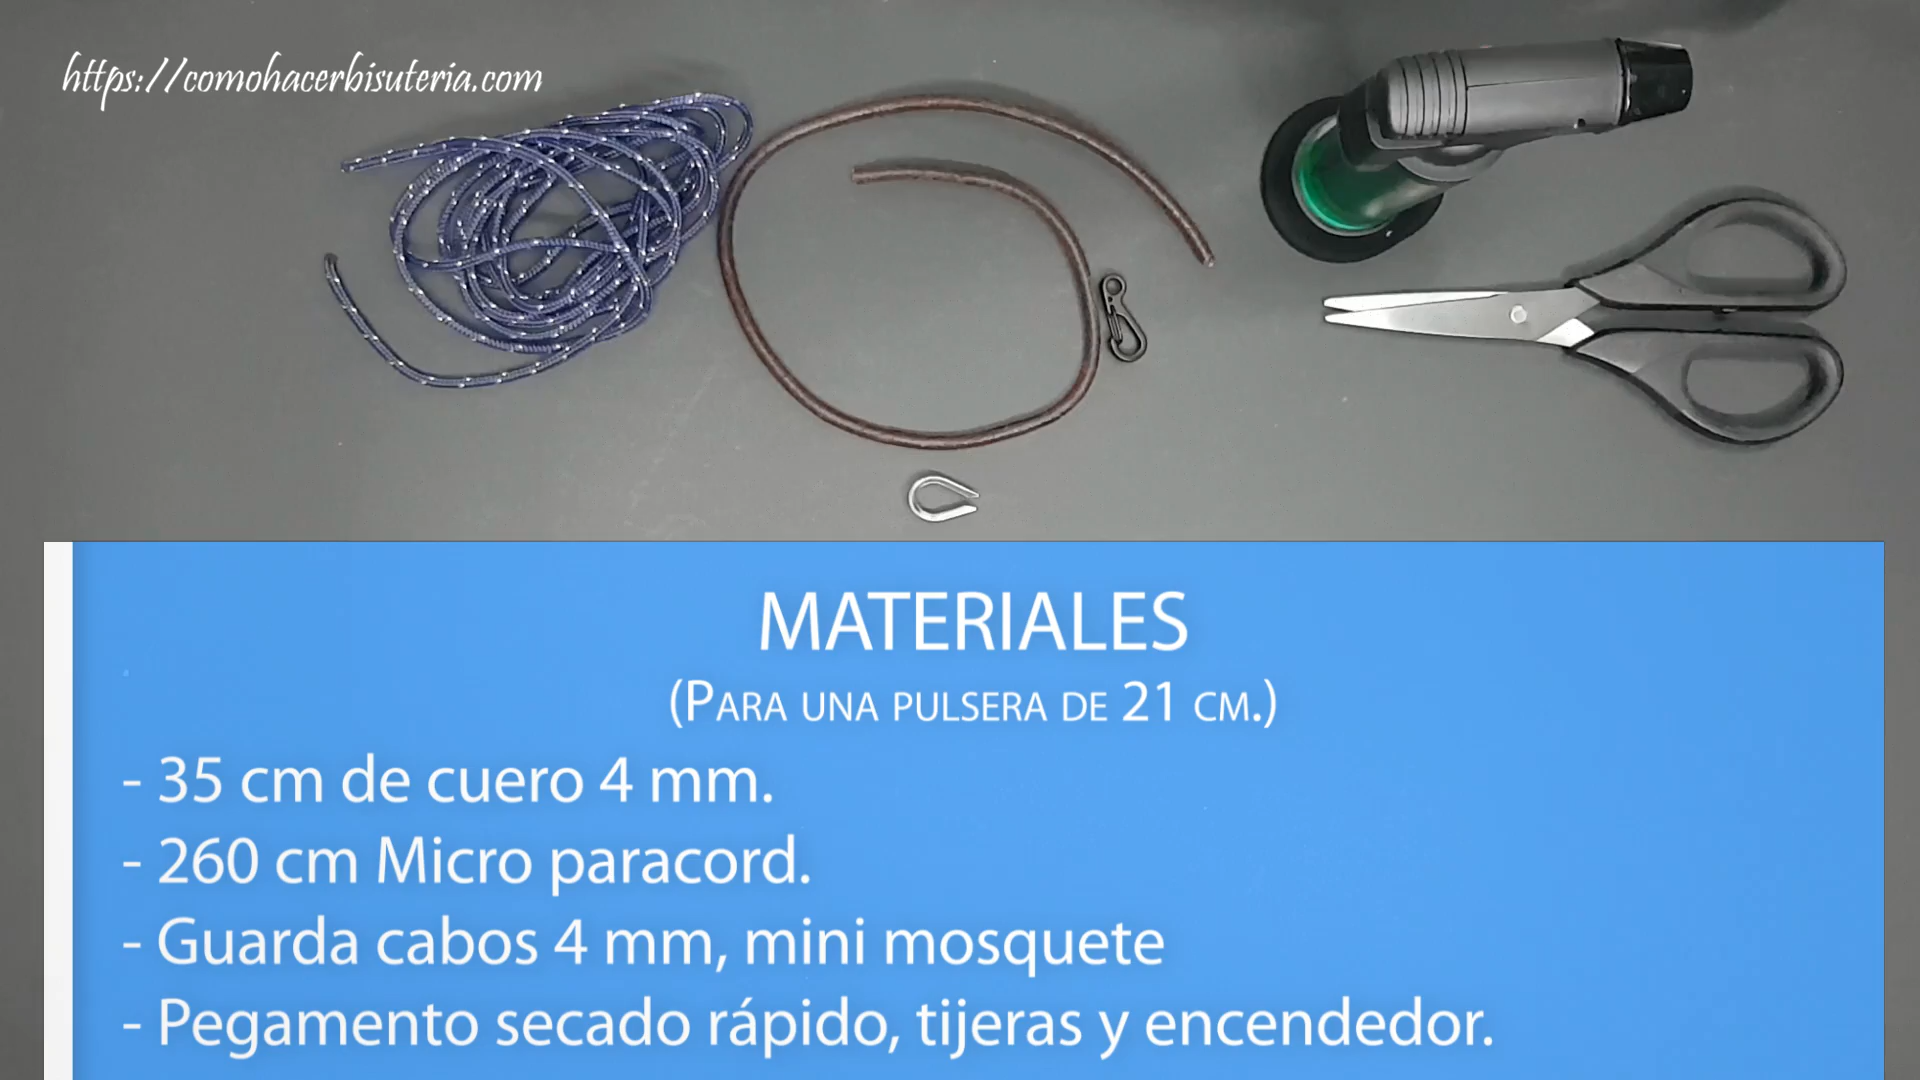 https://comohacerbisuteria.com
MATERIALES
(Para una pulsera de 21 cm.)
- 35 cm de cuero 4 mm.
- 260 cm Micro paracord.
- Guarda cabos 4 mm, mini mosquete
- Pegamento secado rápido, tijeras y encendedor.